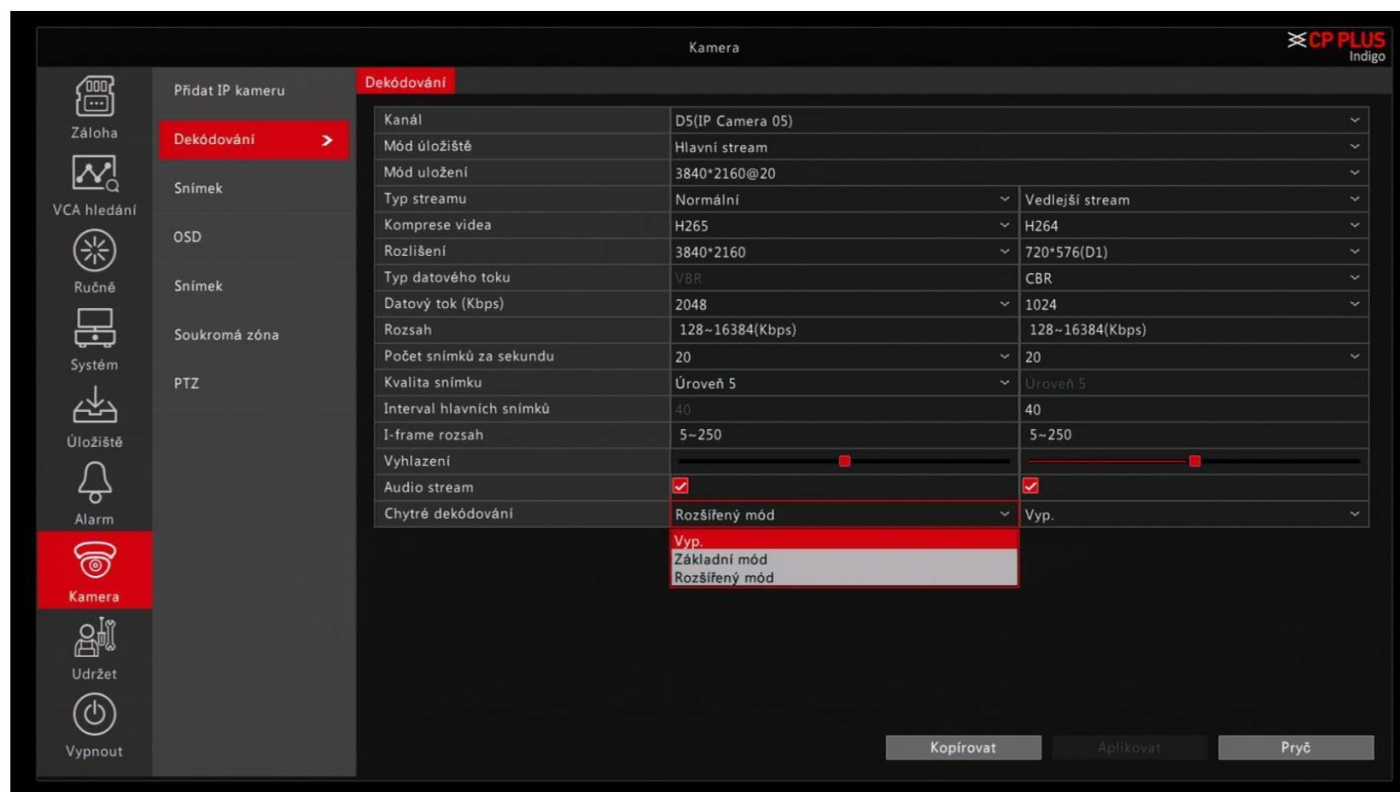 Kamera
CP PLUS
Indigo
Záloha
VCA hledání
Ručně
Systém
Úložiště
Alarm
Kamera
Udržet
Vypnout
Přidat IP kameru
Dekódování >
Snímek
OSD
Snímek
Soukromá zóna
PTZ
Dekódování
Kanál D5(IP Camera 05)
Mód úložiště Hlavní stream
Mód uložení 3840*2160@20
Typ streamu Normální Vedlejší stream
Komprese videa H265 H264
Rozlišení 3840*2160 720*576(D1)
Typ datového toku VBR CBR
Datový tok (Kbps) 2048 1024
Rozsah 128~16384(Kbps) 128~16384(Kbps)
Počet snímků za sekundu 20 20
Kvalita snímku Úroveň 5 Úroveň 5
Interval hlavních snímků 40 40
I-frame rozsah 5~250 5~250
Vyhlazení
Audio stream
Chytré dekódování Rozšířený mód Vyp.
Vyp.
Základní mód
Rozšířený mód
Kopírovat Aplikovat Pryč